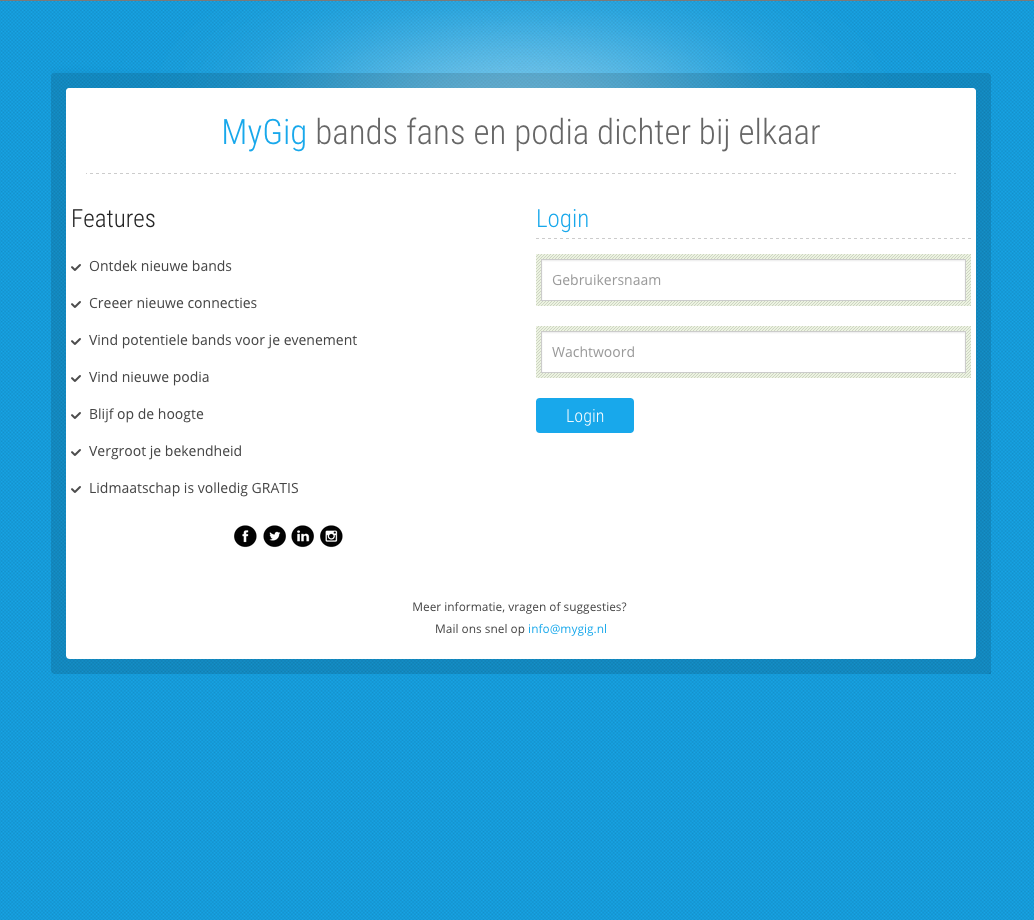 MyGig bands fans en podia dichter bij elkaar
Features
Ontdek nieuwe bands
Creeer nieuwe connecties
Vind potentiele bands voor je evenement
Vind nieuwe podia
Blijf op de hoogte
Vergroot je bekendheid
Lidmaatschap is volledig GRATIS
Login
Gebruikersnaam
Wachtwoord
Login
Meer informatie, vragen of suggesties?
Mail ons snel op info@mygig.nl